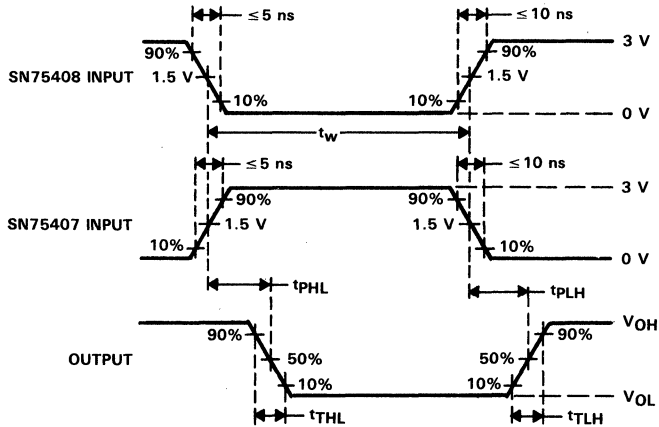 ≤5 ns ≤10 ns
90% 90% 3 V
SN75408 INPUT 1.5 V 1.5 V
10% 10% 0 V
tw
≤5 ns ≤10 ns
90% 90% 3 V
SN75407 INPUT 1.5 V 1.5 V
10% 10% 0 V
tPHL tPLH
90% 90% VOH
OUTPUT 50% 50%
10% 10% VOL
tTHL tTLH